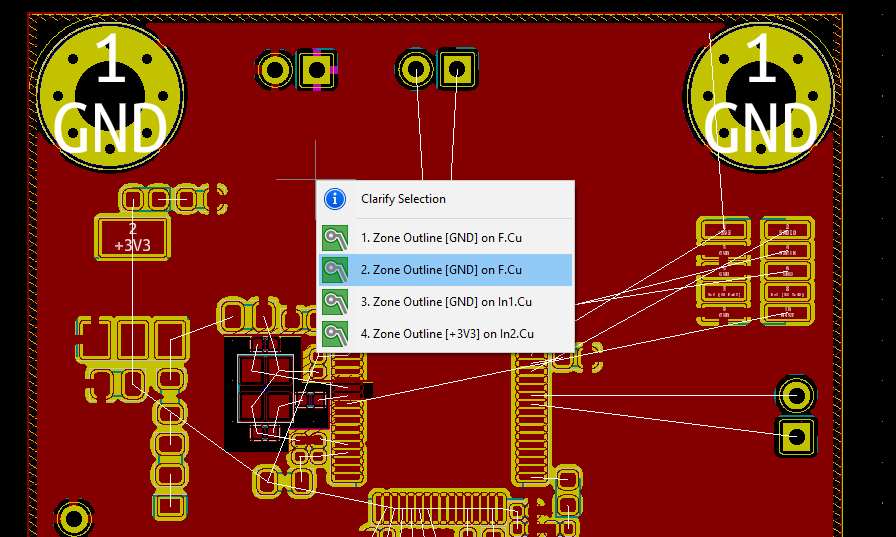 1
GND
1
GND
Clarify Selection
1. Zone Outline [GND] on F.Cu
2. Zone Outline [GND] on F.Cu
3. Zone Outline [GND] on In1.Cu
4. Zone Outline [+3V3] on In2.Cu
2
+3V3